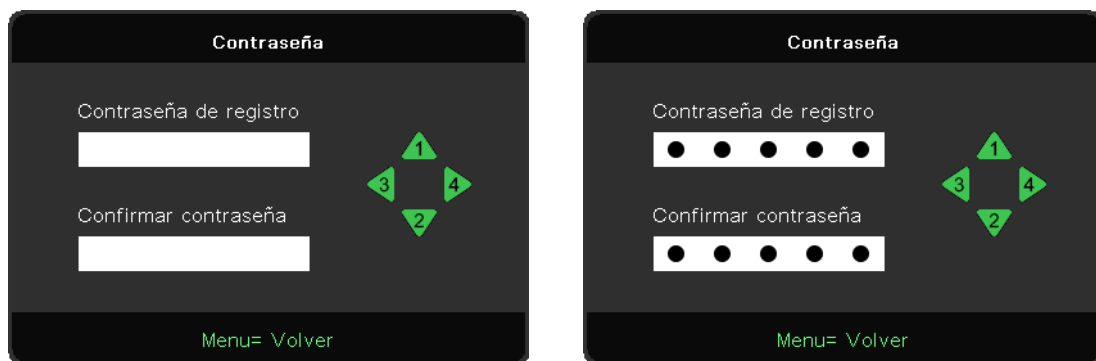 Contraseña
Contraseña de registro
1
3 4
Confirmar contraseña
2
Menu= Volver
Contraseña
Contraseña de registro
1
3 4
Confirmar contraseña
2
Menu= Volver